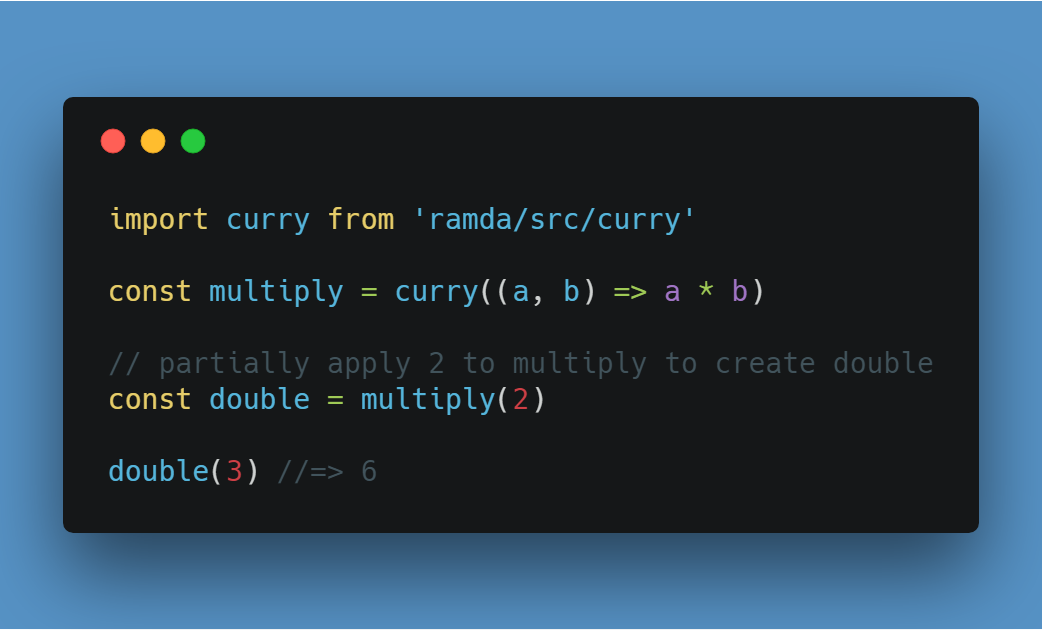 import curry from 'ramda/src/curry'
const multiply = curry((a, b) => a * b)
// partially apply 2 to multiply to create double
const double = multiply(2)
double(3) //=> 6